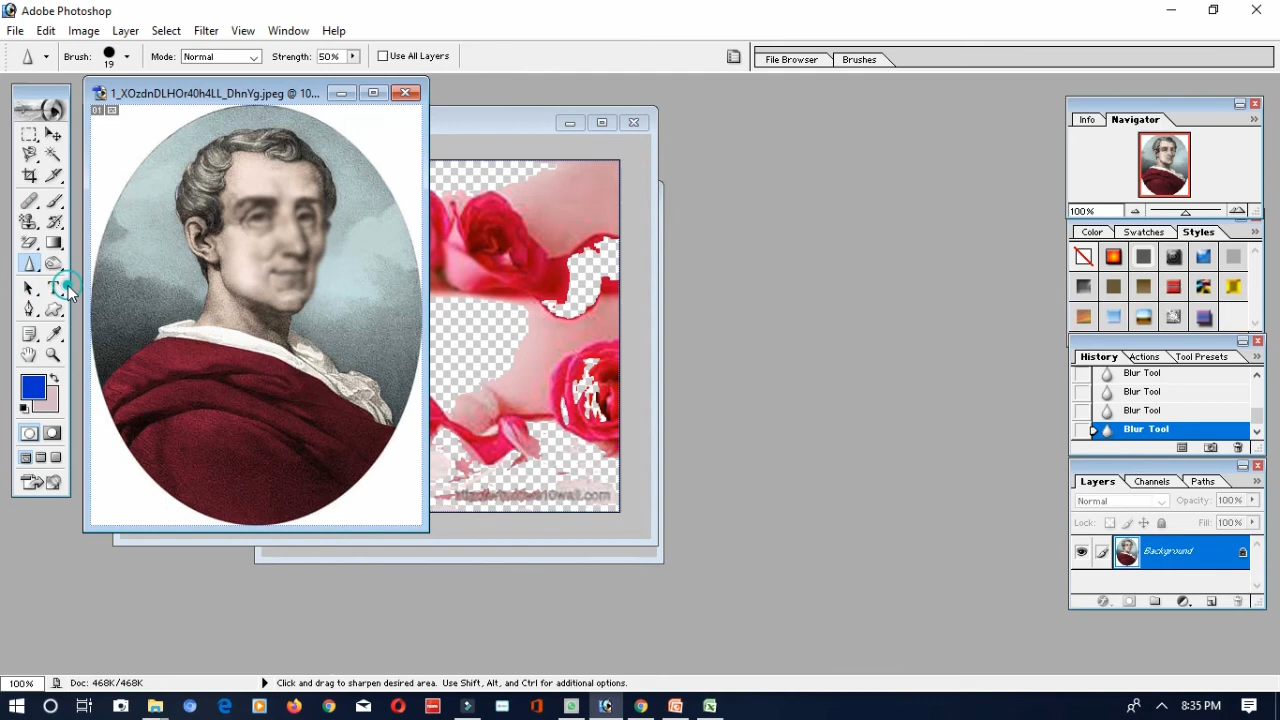 Adobe Photoshop
File Edit Image Layer Select Filter View Window Help
Brush: 19 Mode: Normal Strength: 50% Use All Layers File Browser Brushes
1_XOzdnDLHOr40h4LL_DhnYg.jpeg @ 10...
01
Info Navigator
100%
Color Swatches Styles
History Actions Tool Presets
Blur Tool
Blur Tool
Blur Tool
Blur Tool
Layers Channels Paths
Normal Opacity: 100%
Lock: Fill: 100%
Background
100% Doc: 468K/468K Click and drag to sharpen desired area. Use Shift, Alt, and Ctrl for additional options.
8:35 PM